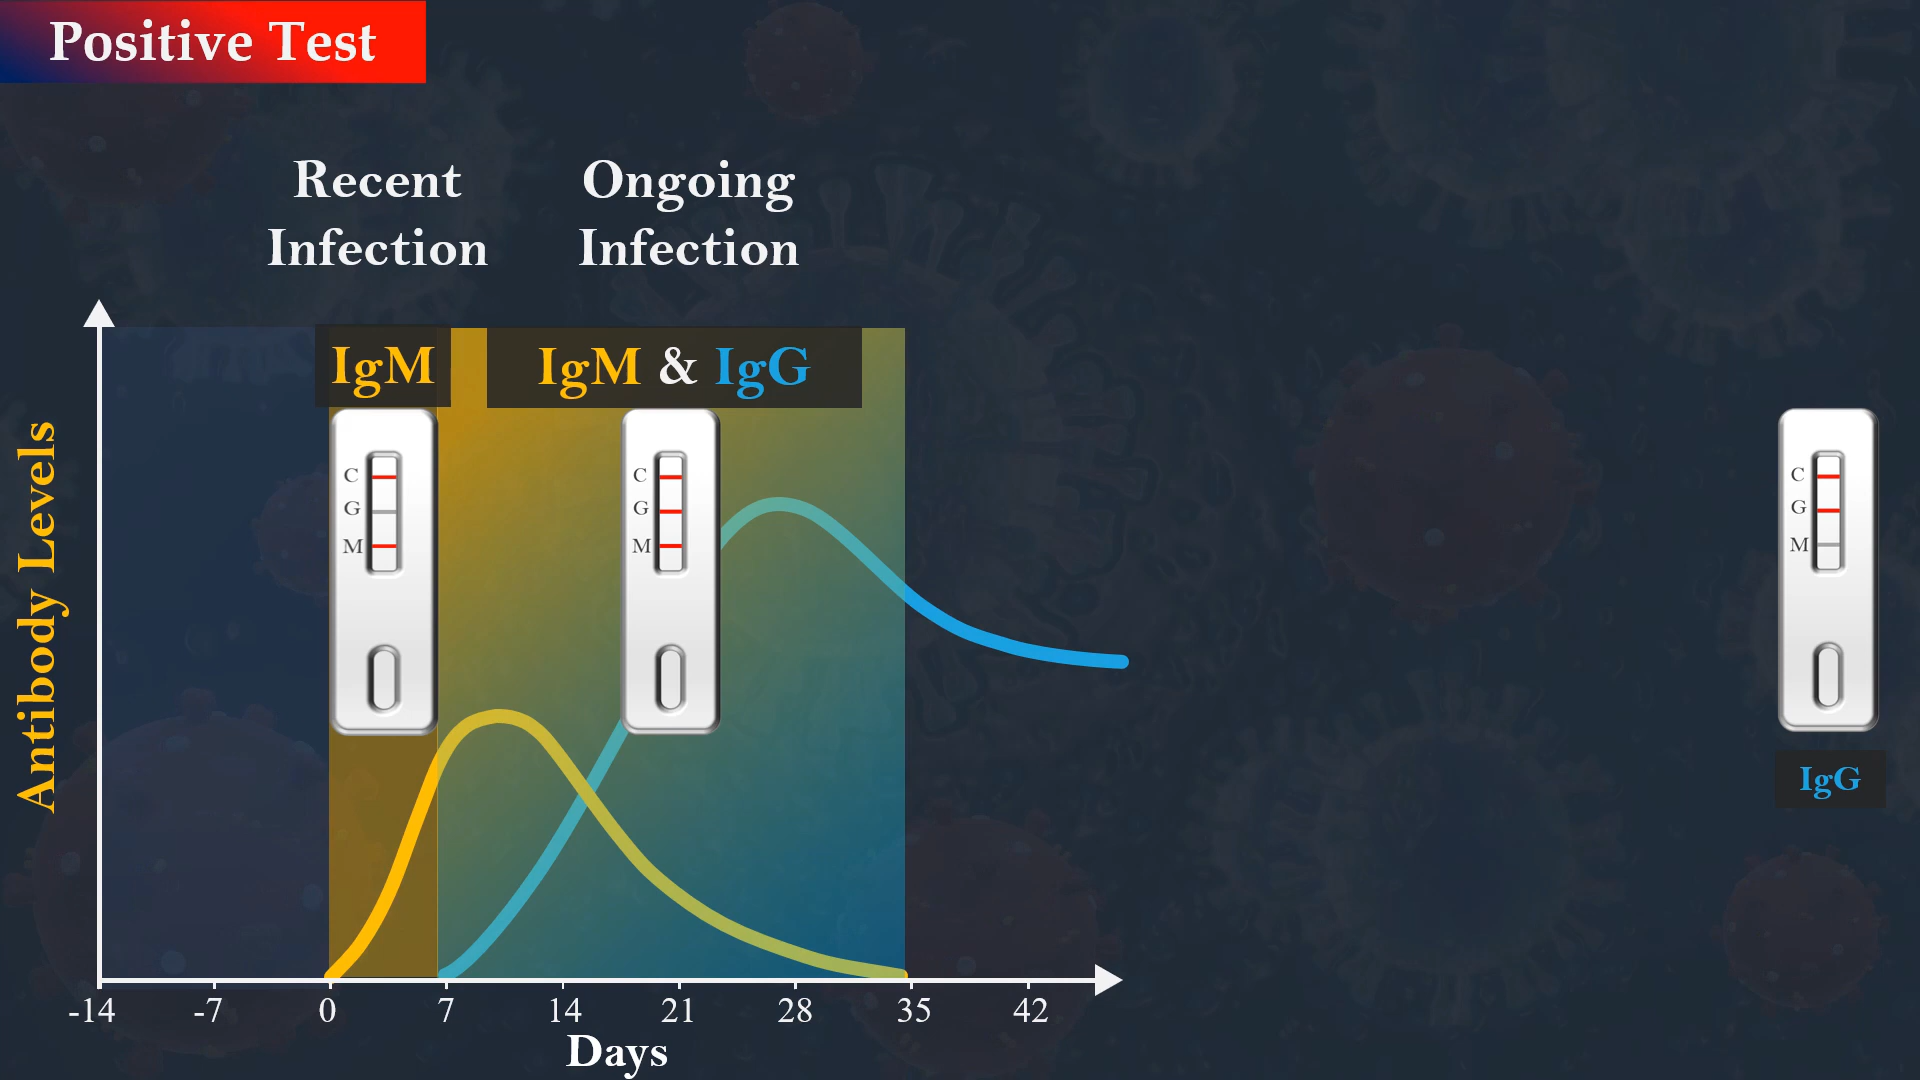 Positive Test
Recent
Infection
Ongoing
Infection
IgM
IgM & IgG
C
G
M
C
G
M
C
G
M
IgG
Antibody Levels
-14 -7 0 7 14 21 28 35 42
Days